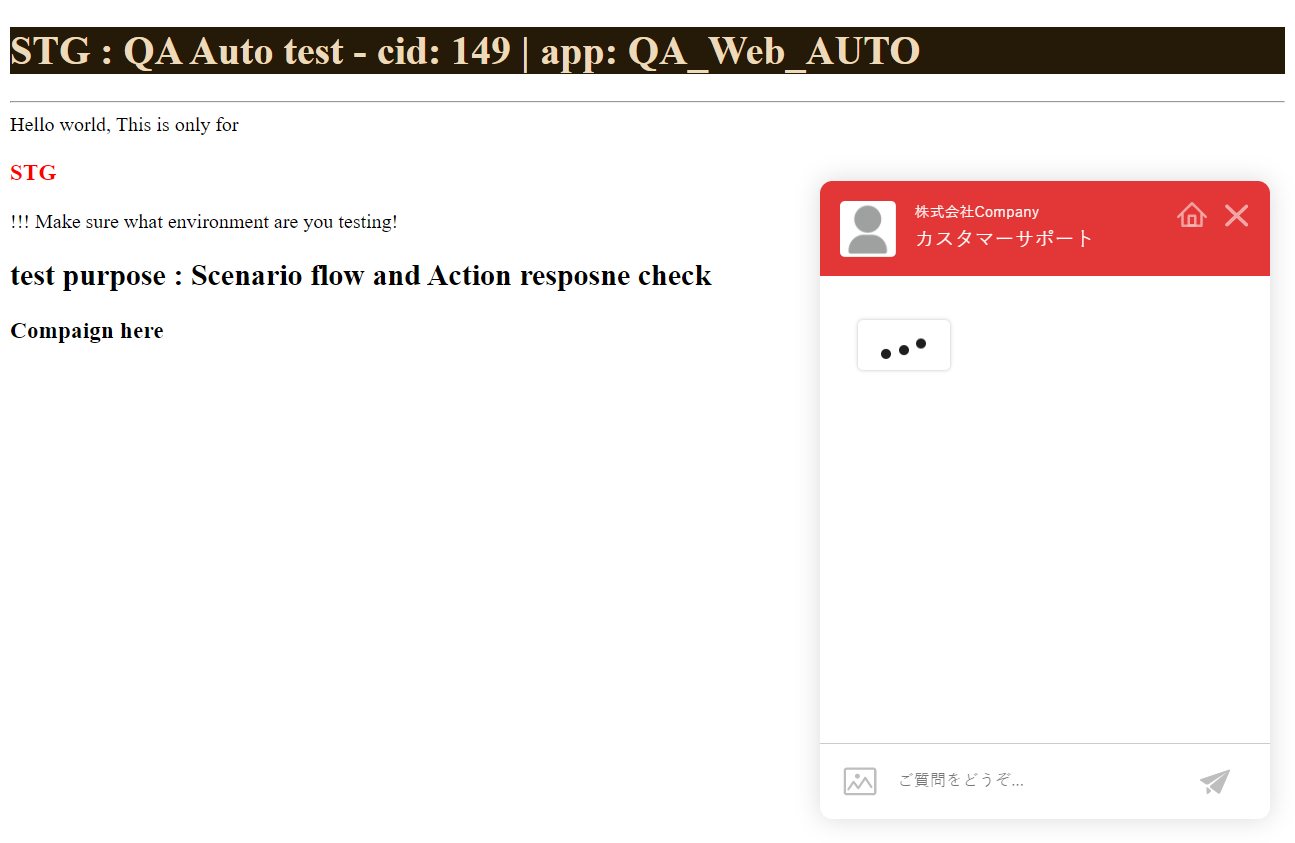 STG : QA Auto test - cid: 149 | app: QA_Web_AUTO
Hello world, This is only for
STG
!!! Make sure what environment are you testing!
test purpose : Scenario flow and Action resposne check
Compaign here
株式会社Company
カスタマーサポート
ご質問をどうぞ...